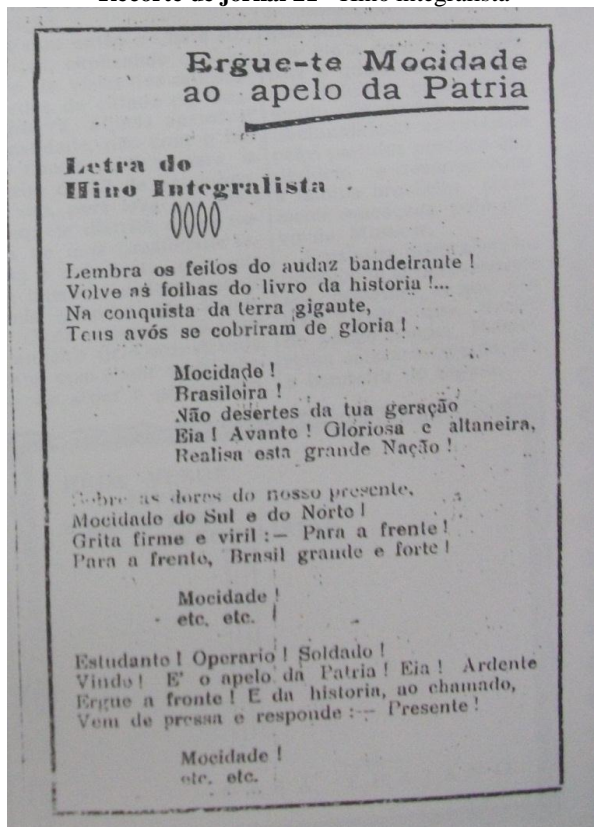 Recorte de jornal 21 - Hino Integralista
Ergue-te Mocidade
ao apelo da Patria
Letra do
Hino Integralista
0000
Lembra os feitos do audaz bandeirante !
Volve as folhas do livro da historia !...
Na conquista da terra gigante,
Teus avós se cobriram de gloria !
Mocidade !
Brasileira !
Não desertes da tua geração
Eia ! Avante ! Gloriosa e altaneira,
Realisa esta grande Nação !
Sobre as dores do nosso presente,
Mocidade do Sul e do Norte !
Grita firme e viril :— Para a frente !
Para a frente, Brasil grande e forte !
Mocidade !
etc. etc.
Estudante ! Operario ! Soldado !
Vinde ! E' o apelo da Patria ! Eia ! Ardente
Ergue a fronte ! E da historia, ao chamado,
Vem de pressa e responde :— Presente !
Mocidade !
etc. etc.